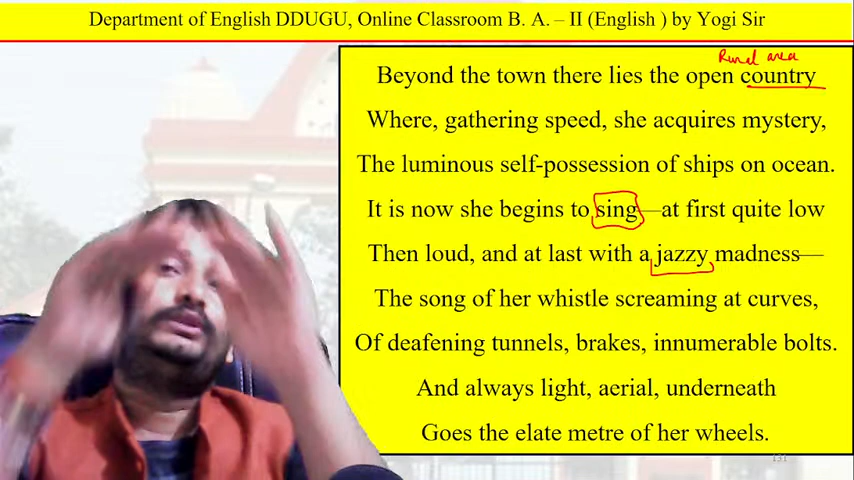 Department of English DDUGU, Online Classroom B. A. – II (English ) by Yogi Sir
Rural area
Beyond the town there lies the open country
Where, gathering speed, she acquires mystery,
The luminous self-possession of ships on ocean.
It is now she begins to sing—at first quite low
Then loud, and at last with a jazzy madness—
The song of her whistle screaming at curves,
Of deafening tunnels, brakes, innumerable bolts.
And always light, aerial, underneath
Goes the elate metre of her wheels.